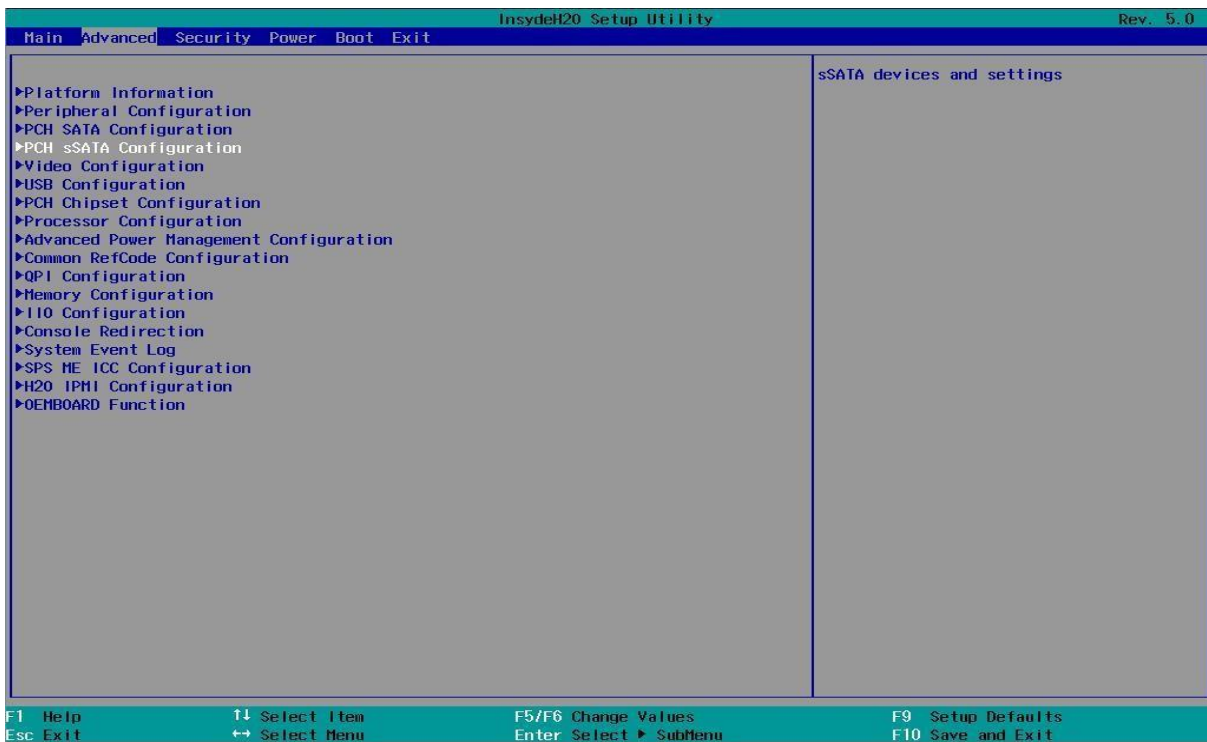 InsydeH20 Setup Utility Rev. 5.0
Main Advanced Security Power Boot Exit
sSATA devices and settings
▶Platform Information
▶Peripheral Configuration
▶PCH SATA Configuration
▶PCH sSATA Configuration
▶Video Configuration
▶USB Configuration
▶PCH Chipset Configuration
▶Processor Configuration
▶Advanced Power Management Configuration
▶Common RefCode Configuration
▶QPI Configuration
▶Memory Configuration
▶IIO Configuration
▶Console Redirection
▶System Event Log
▶SPS ME ICC Configuration
▶H20 IPMI Configuration
▶OEMBOARD Function
F1 Help ↑↓ Select Item F5/F6 Change Values F9 Setup Defaults
Esc Exit ↔ Select Menu Enter Select ▶ SubMenu F10 Save and Exit